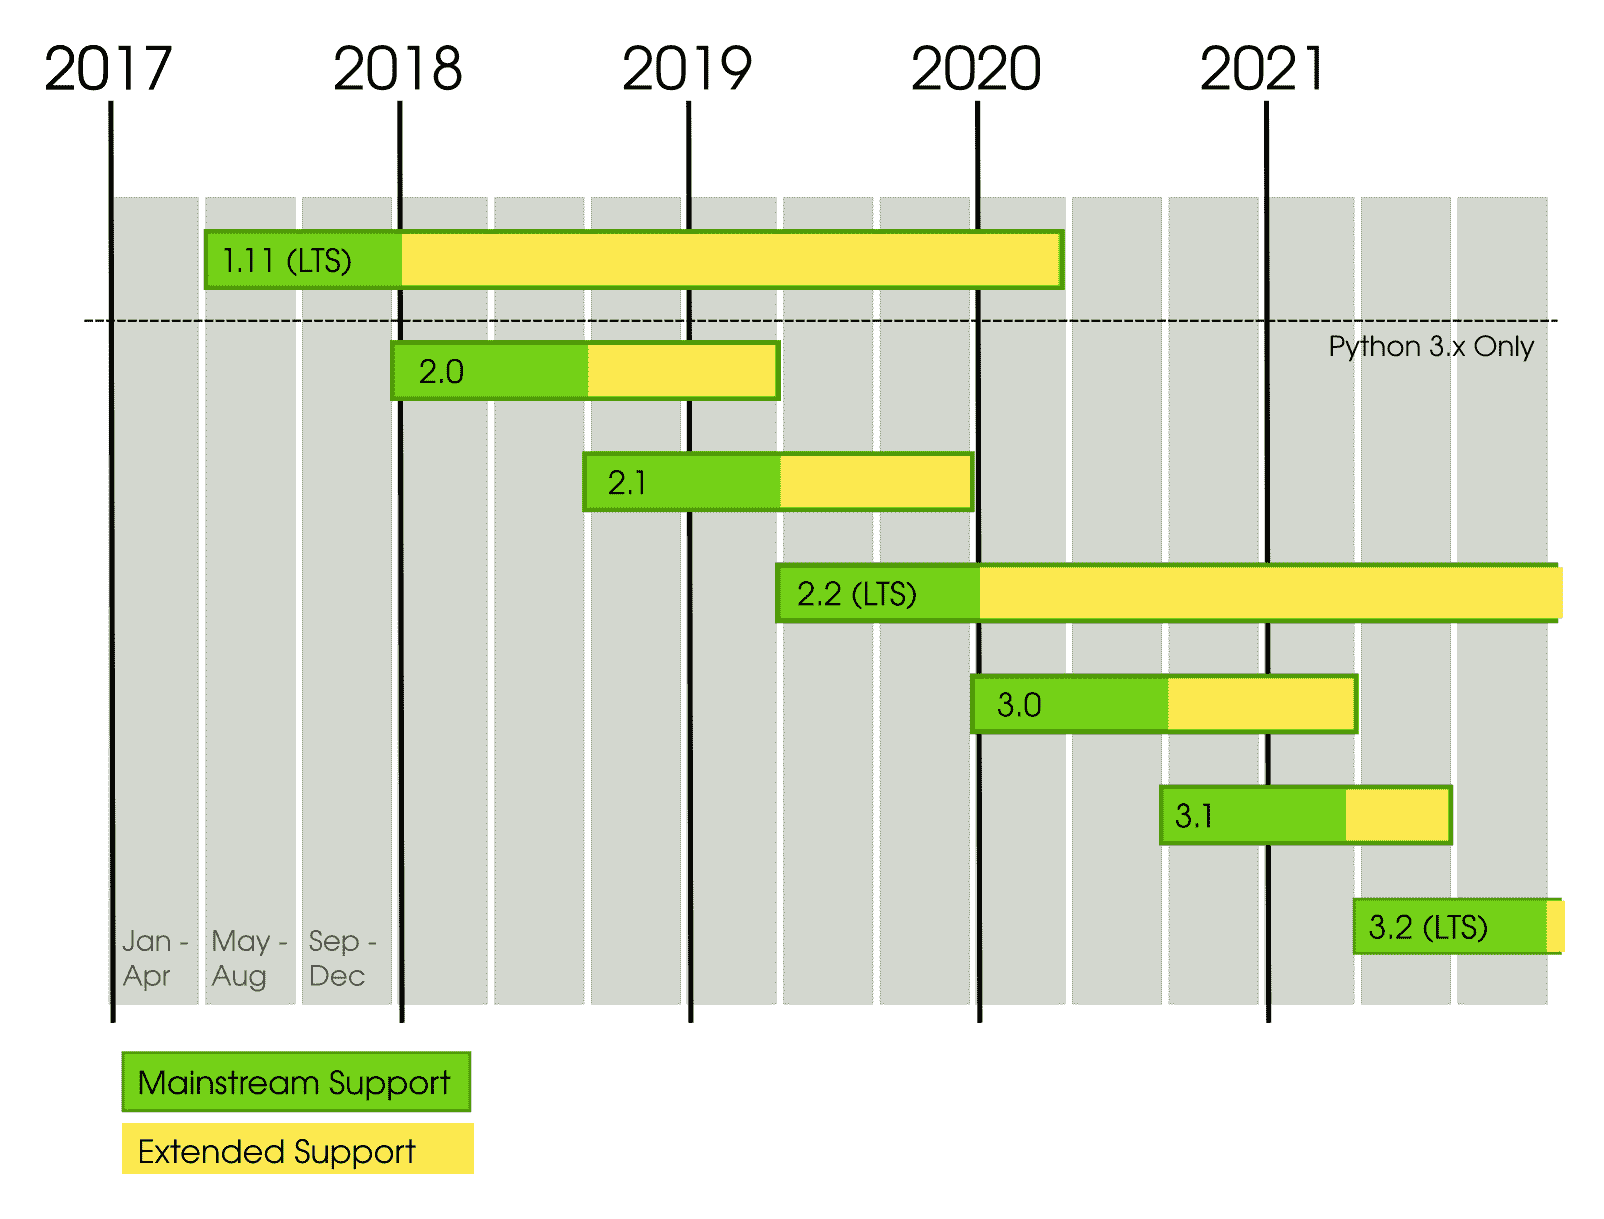 2017 2018 2019 2020 2021
1.11 (LTS)
Python 3.x Only
2.0
2.1
2.2 (LTS)
3.0
3.1
3.2 (LTS)
Jan - May - Sep -
Apr Aug Dec
Mainstream Support
Extended Support